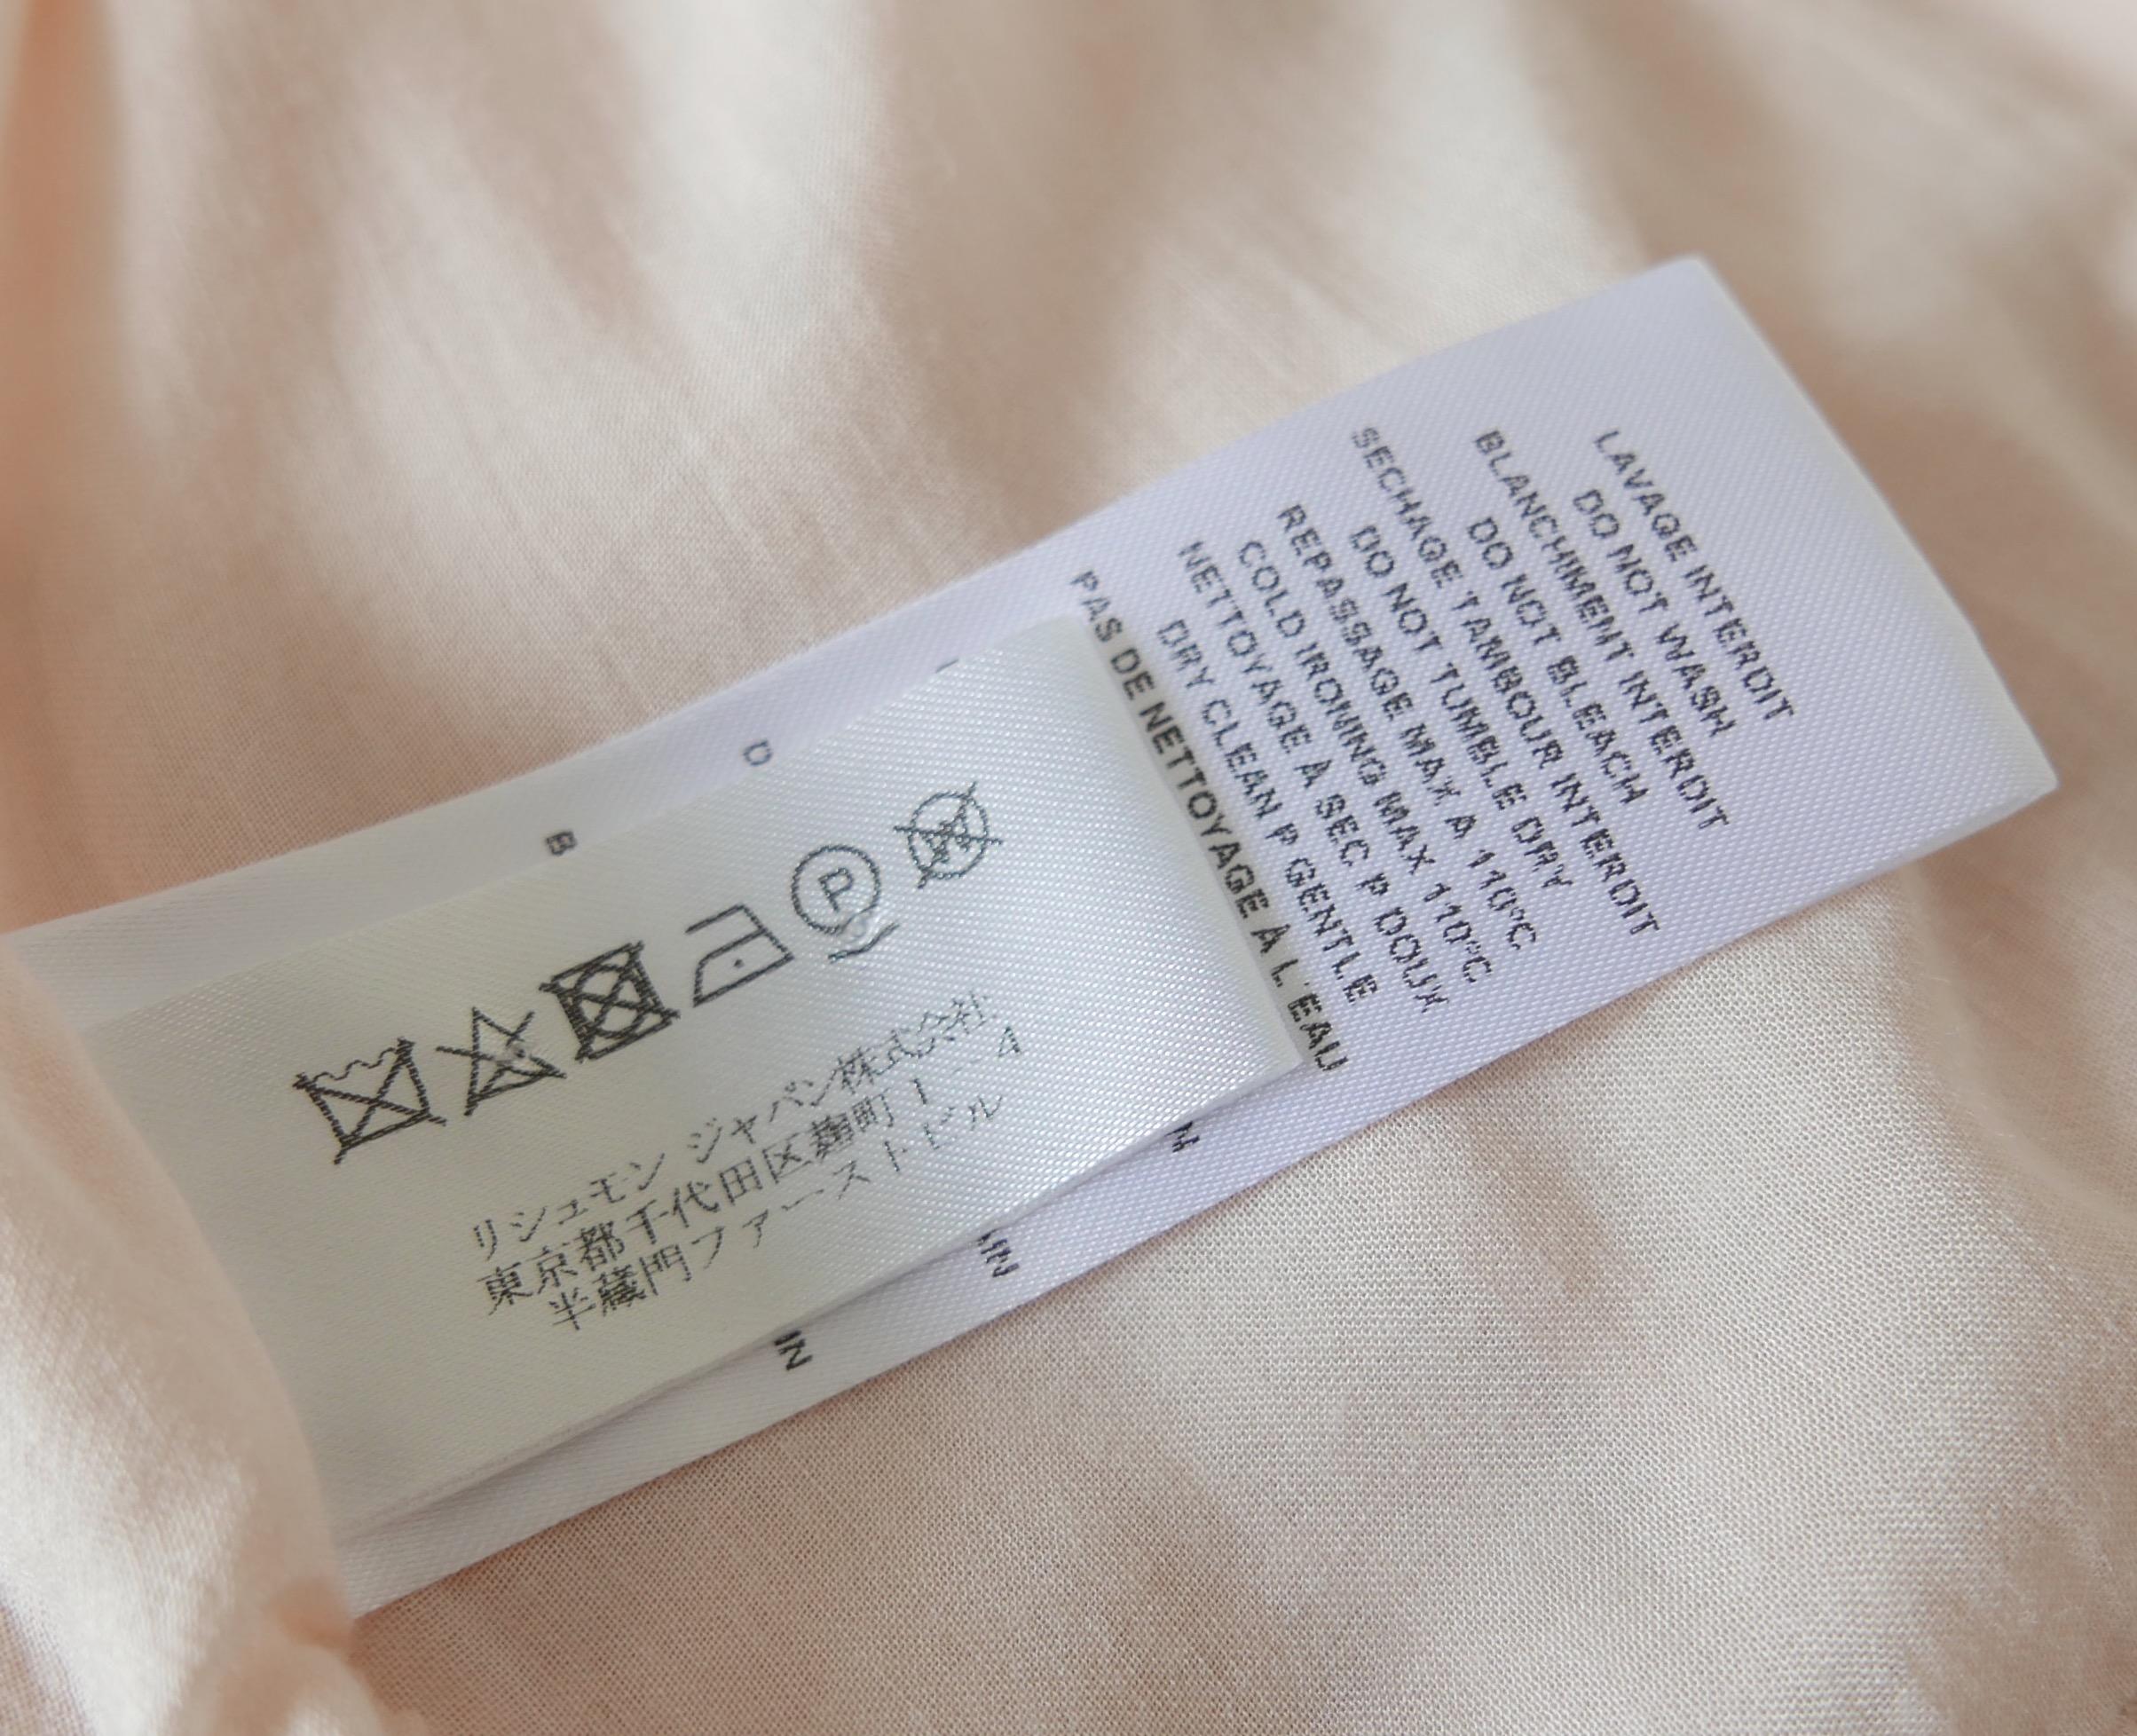 LAVAGE INTERDIT
DO NOT WASH
BLANCHIMENT INTERDIT
DO NOT BLEACH
SECHAGE TAMBOUR INTERDIT
DO NOT TUMBLE DRY
REPASSAGE MAX A 110°C
COLD IRONING MAX 110°C
NETTOYAGE A SEC P DOUX
DRY CLEAN P GENTLE
PAS DE NETTOYAGE A L'EAU
P
W
リシュモン ジャパン株式会社
東京都千代田区麹町1 4
半蔵門ファーストビル
D
B
N
IN